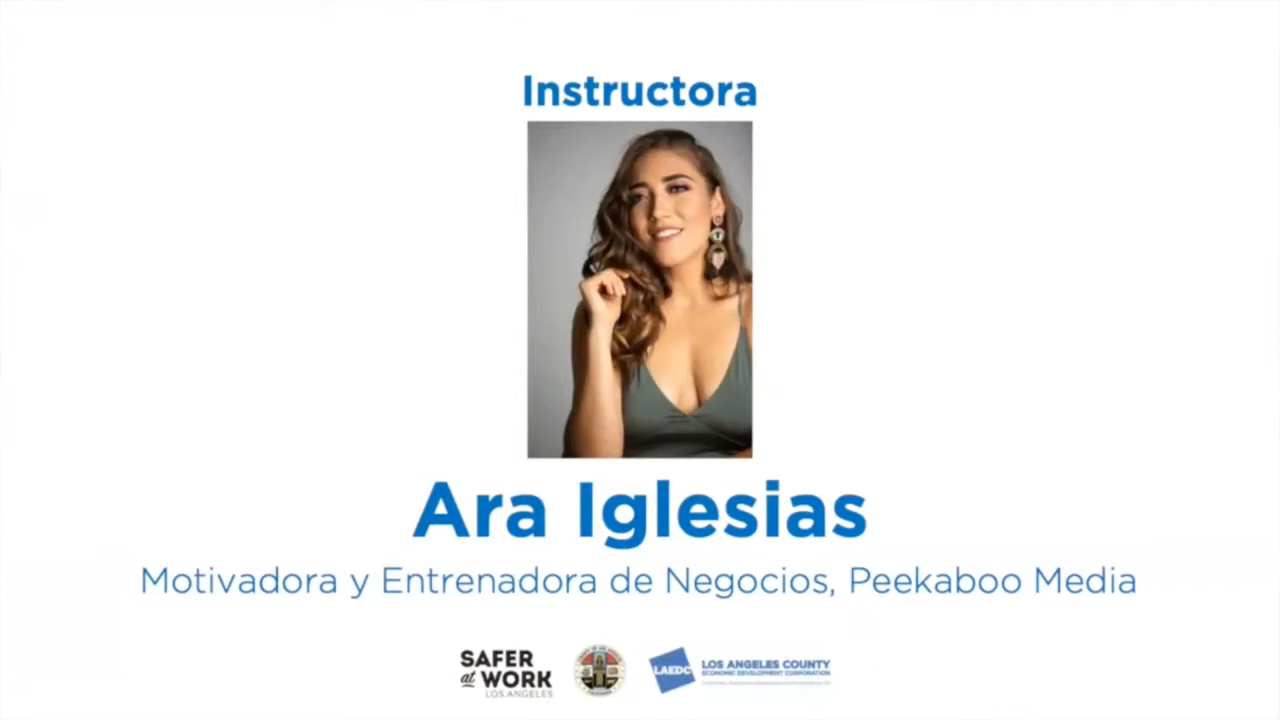 Instructora
Ara Iglesias
Motivadora y Entrenadora de Negocios, Peekaboo Media
SAFER
at WORK
LOS ANGELES
LAEDC
LOS ANGELES COUNTY
ECONOMIC DEVELOPMENT CORPORATION